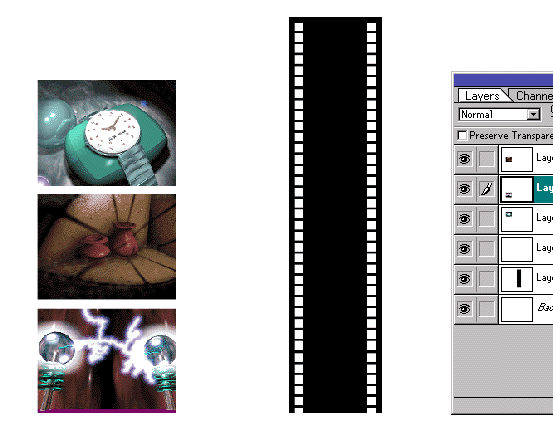 Layers Channe
Normal
Preserve Transpare
Laye
Lay
Laye
Laye
Laye
Bac